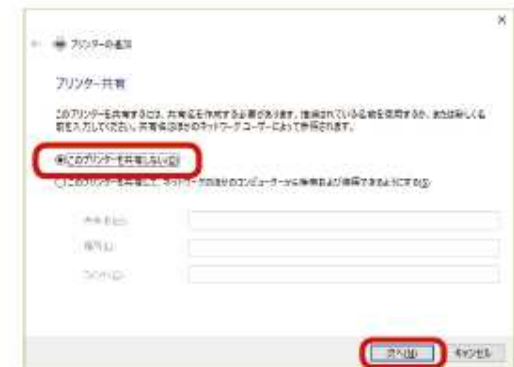 プリンターの追加
プリンター共有
このプリンターを共有するには、共有名を作成する必要があります。推奨されている名前を使用するか、または新しく名
前を入力してください。共有名はほかのネットワーク ユーザーによって参照されます。
このプリンターを共有しない(O)
このプリンターを共有して、ネットワークのほかのコンピューターから検索および使用できるようにする(S)
共有名(H):
場所(L):
コメント(C):
次へ(N)
キャンセル